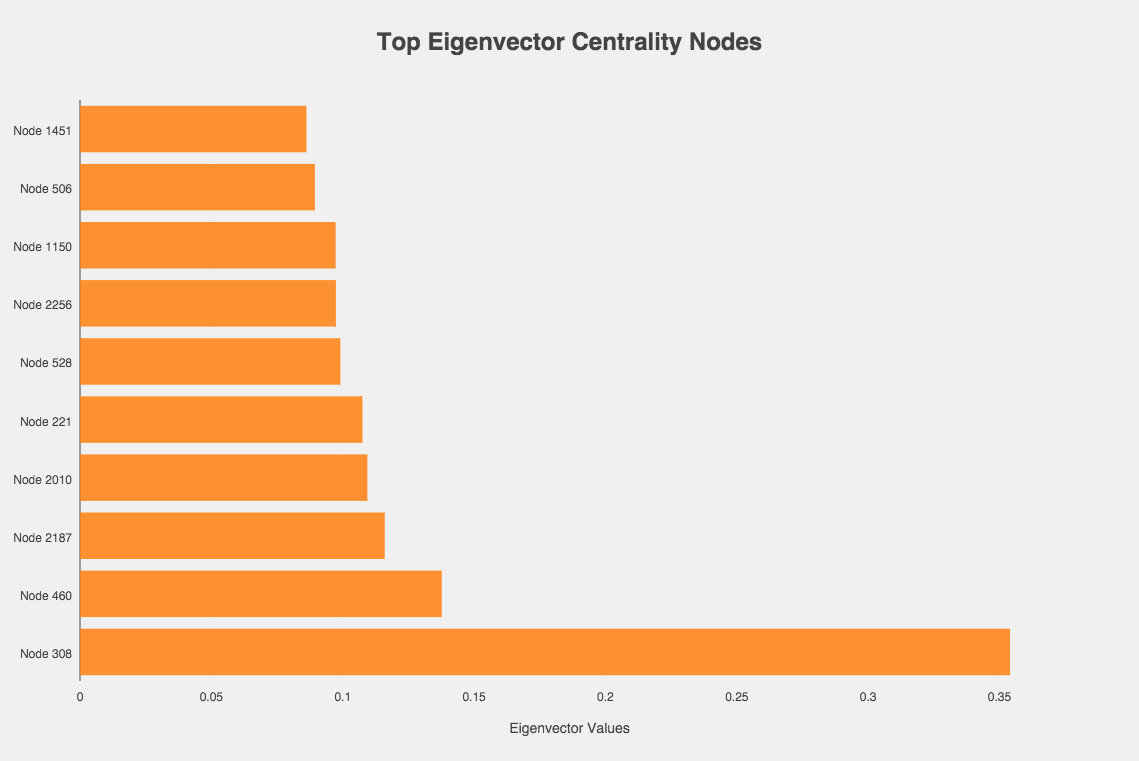 Top Eigenvector Centrality Nodes
Node 1451
Node 506
Node 1150
Node 2256
Node 528
Node 221
Node 2010
Node 2187
Node 460
Node 308
0 0.05 0.1 0.15 0.2 0.25 0.3 0.35
Eigenvector Values